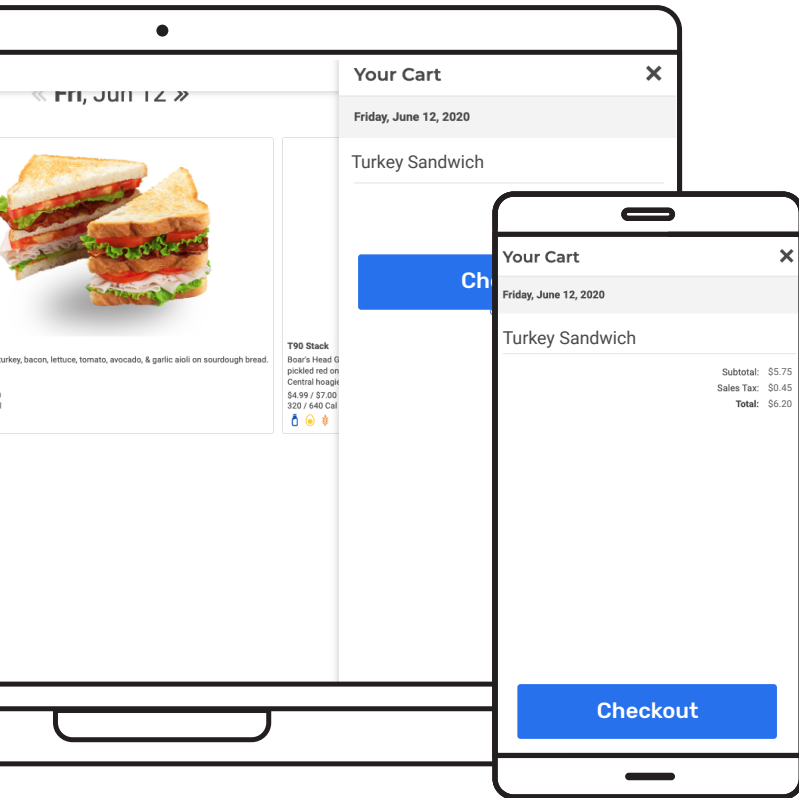 « Fri, Jun 12 »
turkey, bacon, lettuce, tomato, avocado, & garlic aioli on sourdough bread.
T90 Stack
Boar's Head
pickled red on
Central hoagie
$4.99 / $7.00
320 / 640 Cal
Your Cart ×
Friday, June 12, 2020
Turkey Sandwich
Your Cart ×
Friday, June 12, 2020
Turkey Sandwich
Subtotal: $5.75
Sales Tax: $0.45
Total: $6.20
Checkout